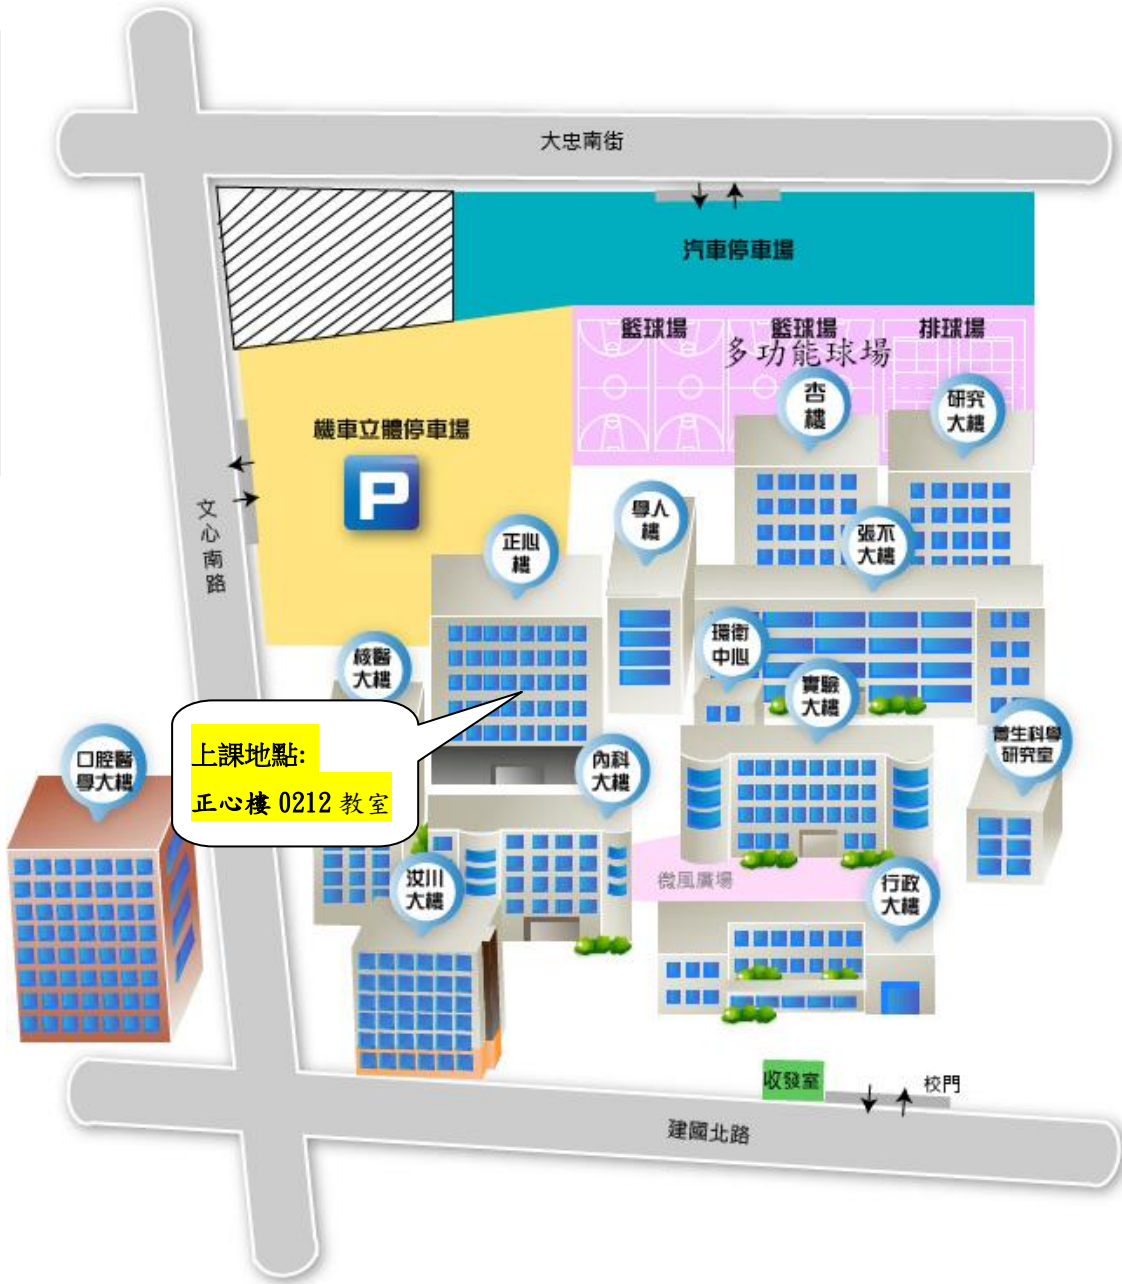 大忠南街
汽車停車場
籃球場
籃球場
排球場
多功能球場
杏
樓
研究
大樓
機車立體停車場
P
學人
樓
文心南路
正心
樓
張不
大樓
環衛
中心
核醫
大樓
實驗
大樓
口腔醫
學大樓
上課地點:
正心樓 0212 教室
內科
大樓
養生科學
研究室
汝川
大樓
微風廣場
行政
大樓
收發室
校門
建國北路